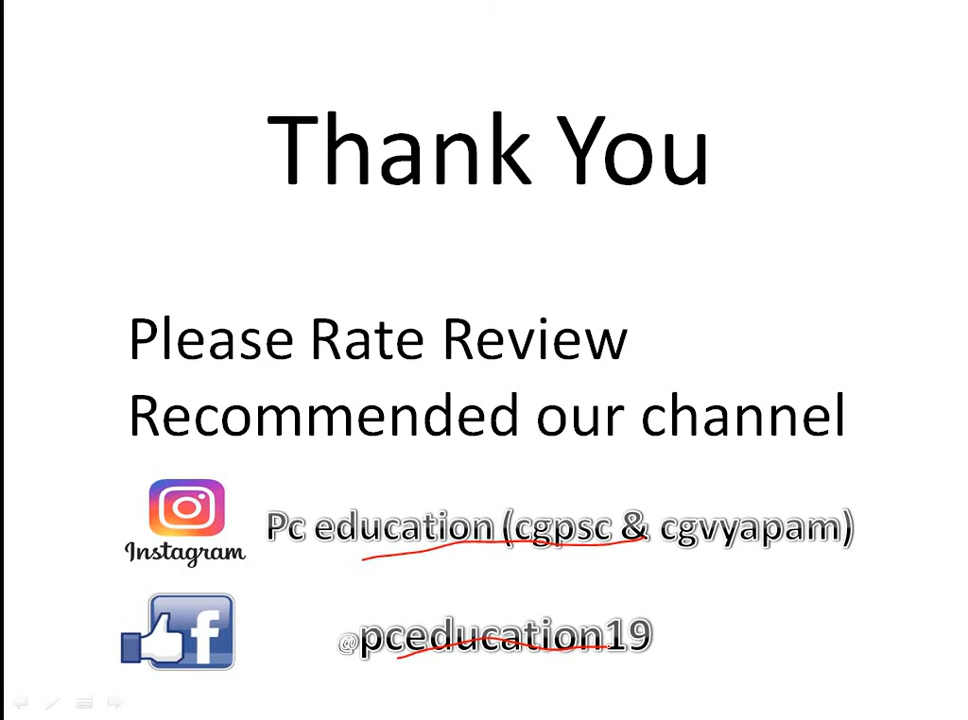 Thank You
Please Rate Review
Recommended our channel
Instagram
Pc education (cgpsc & cgvyapam)
f
@pceducation19